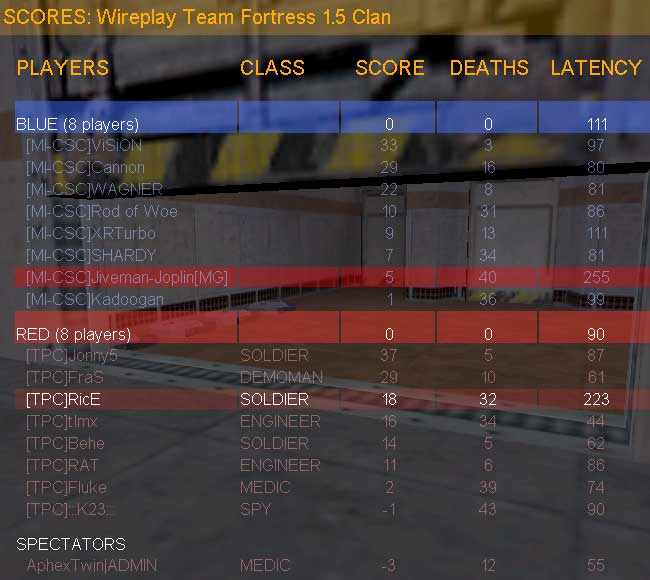 SCORES: Wireplay Team Fortress 1.5 Clan
PLAYERS CLASS SCORE DEATHS LATENCY
BLUE (8 players) 0 0 111
[MI-CSC]ViSiON 33 3 97
[MI-CSC]Cannon 29 16 80
[MI-CSC]WAGNER 22 8 81
[MI-CSC]Rod of Woe 10 31 86
[MI-CSC]XRTurbo 9 13 111
[MI-CSC]SHARDY 7 34 81
[MI-CSC]Jiveman-Joplin[MG] 5 40 255
[MI-CSC]Kadoogan 1 36 99
RED (8 players) 0 0 90
[TPC]Jonny5 SOLDIER 37 5 87
[TPC]FraS DEMOMAN 29 10 61
[TPC]RicE SOLDIER 18 32 223
[TPC]tImx ENGINEER 16 34 44
[TPC]Behe SOLDIER 14 5 62
[TPC]RAT ENGINEER 11 6 86
[TPC]Fluke MEDIC 2 39 74
[TPC]:::K23::: SPY -1 43 90
SPECTATORS
AphexTwin|ADMIN MEDIC -3 12 55